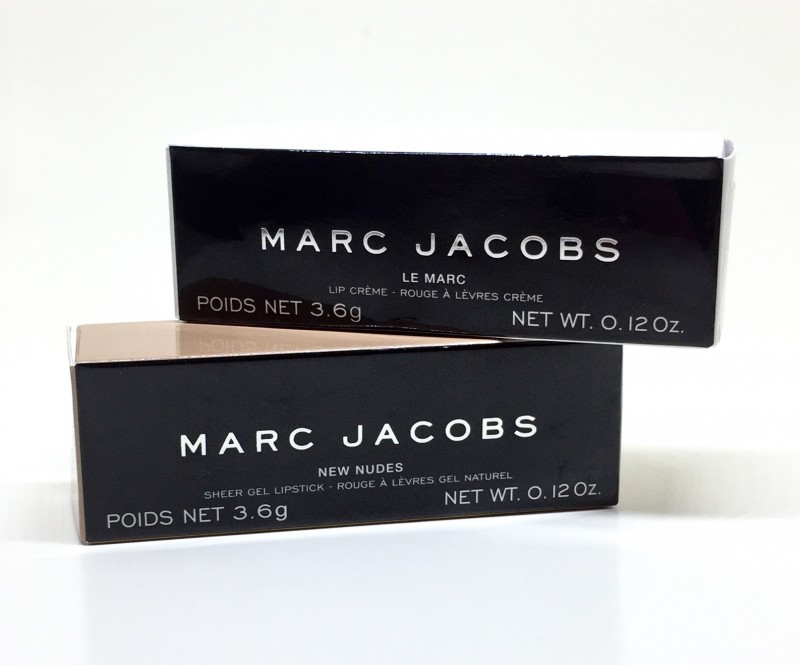 MARC JACOBS
LE MARC
LIP CRÈME - ROUGE À LÈVRES CRÈME
POIDS NET 3.6g NET WT. 0.12 Oz.
POIDS NET
MARC JACOBS
NEW NUDES
SHEER GEL LIPSTICK - ROUGE À LÈVRES GEL NATUREL
POIDS NET 3.6g NET WT. 0.12 Oz.